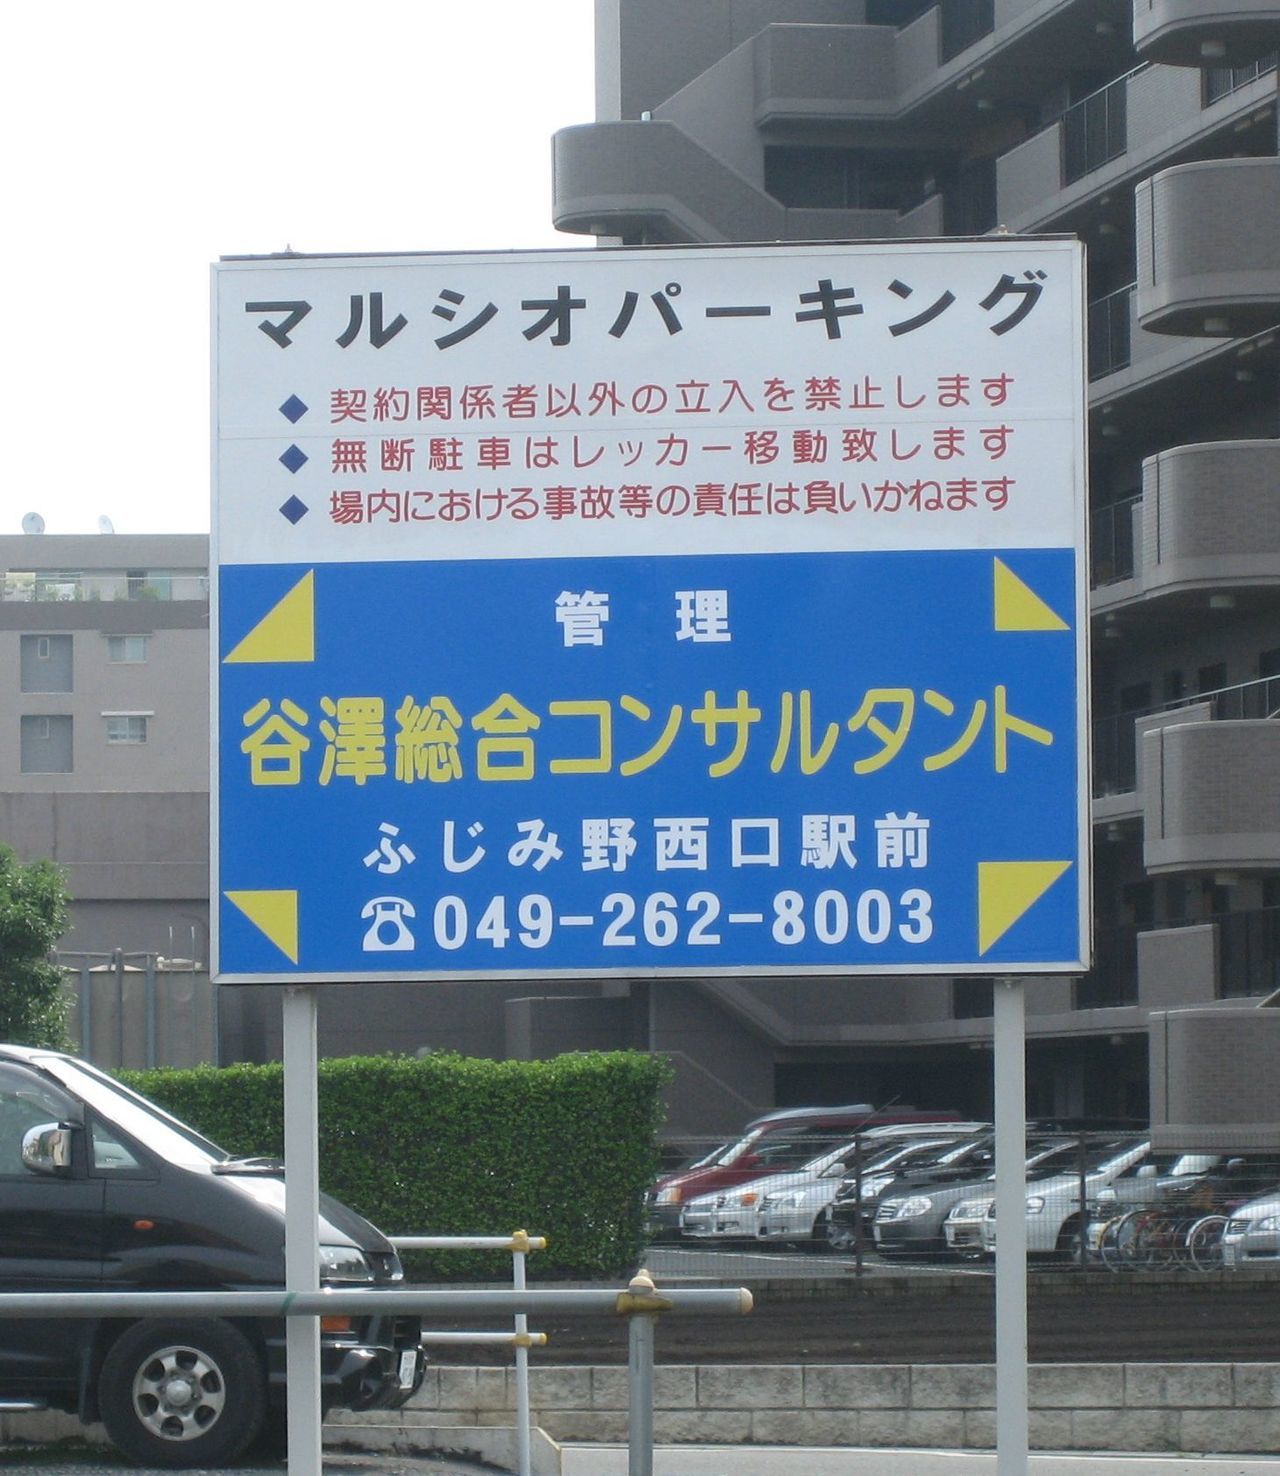 マルシオパーキング
◆ 契約関係者以外の立入を禁止します
◆ 無断駐車はレッカー移動致します
◆ 場内における事故等の責任は負いかねます
管理
谷澤総合コンサルタント
ふじみ野西口駅前
☎049-262-8003